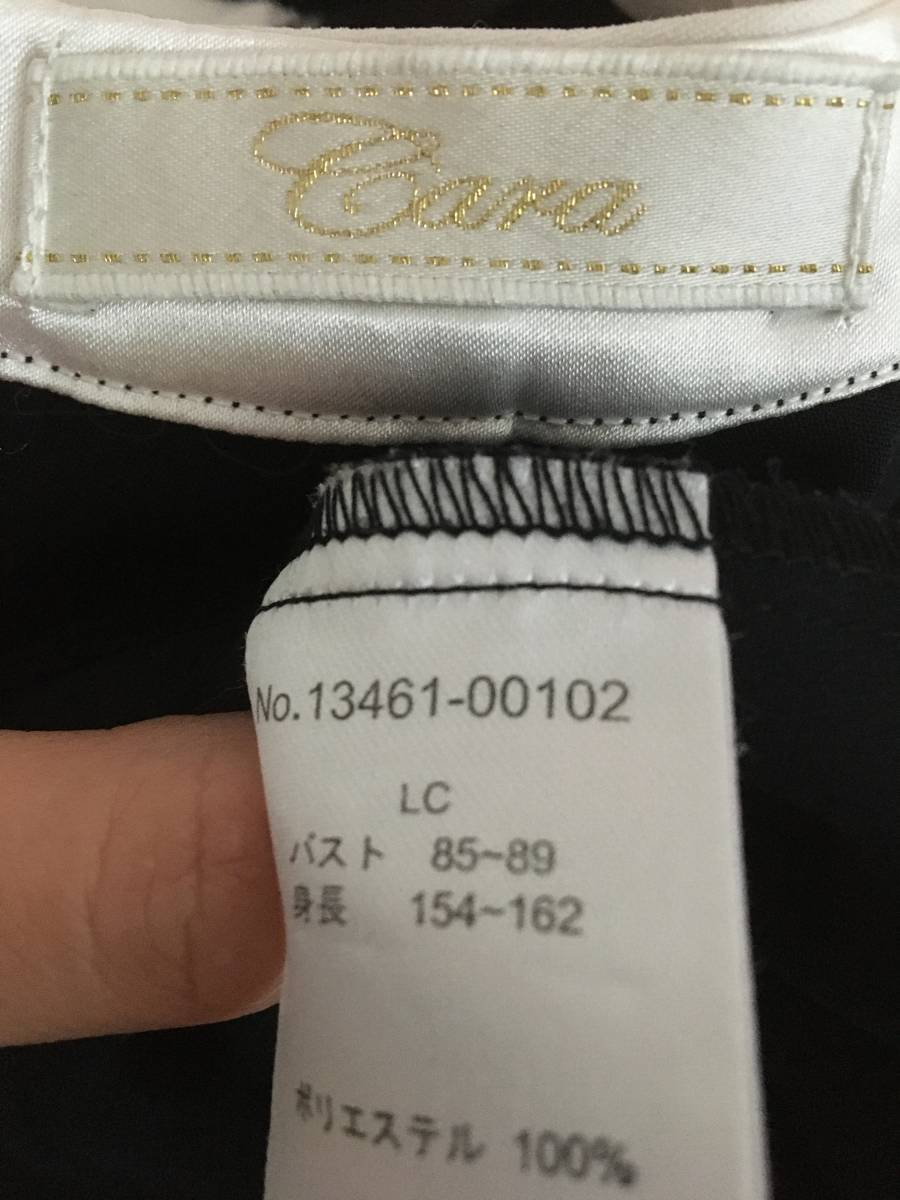 Cara
No.13461-00102
LC
バスト 85~89
身長 154~162
ポリエステル 100%